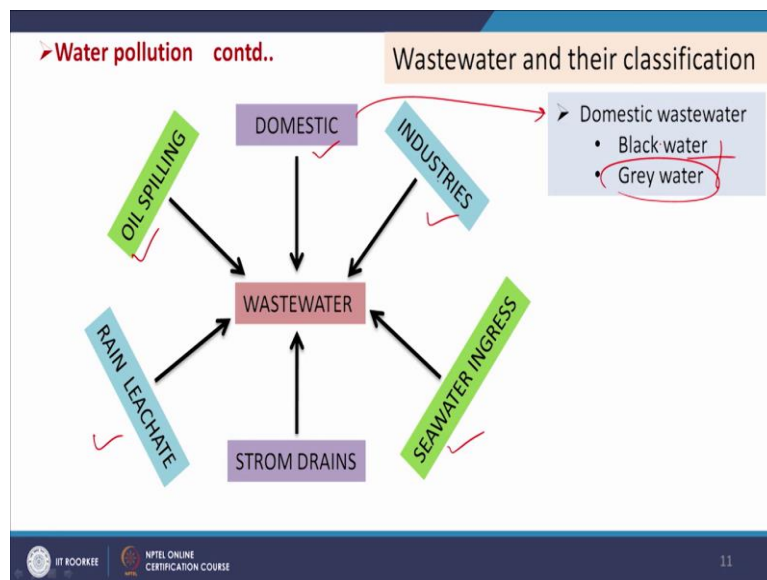 ➢Water pollution contd..
Wastewater and their classification
DOMESTIC
INDUSTRIES
OIL SPILLING
WASTEWATER
RAIN LEACHATE
STROM DRAINS
SEAWATER INGRESS
➢ Domestic wastewater
• Black water
• Grey water
IIT ROORKEE
NPTEL ONLINE
CERTIFICATION COURSE
11